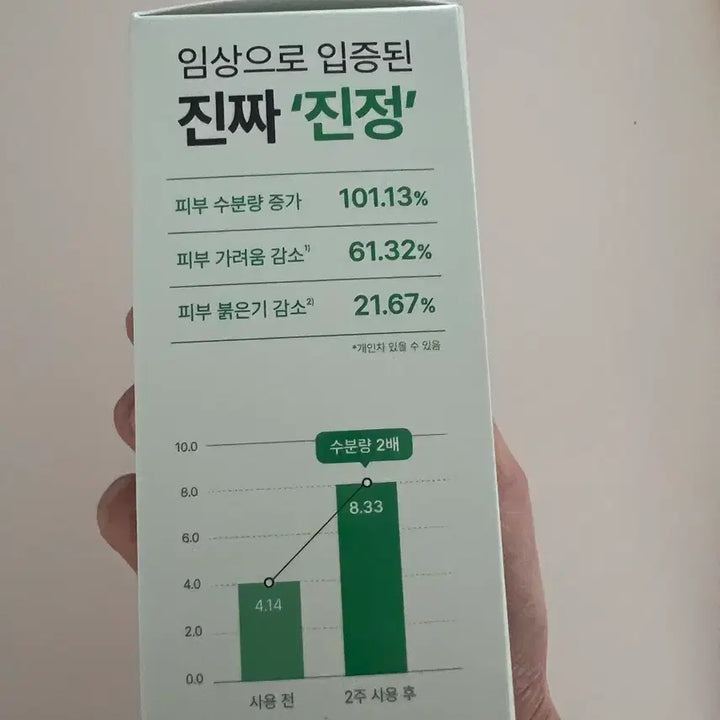 임상으로 입증된
진짜 ‘진정’
피부 수분량 증가 101.13%
피부 가려움 감소¹⁾ 61.32%
피부 붉은기 감소²⁾ 21.67%
*개인차 있을 수 있음
수분량 2배
10.0
8.0
6.0
4.0
2.0
0.0
8.33
4.14
사용 전 2주 사용 후